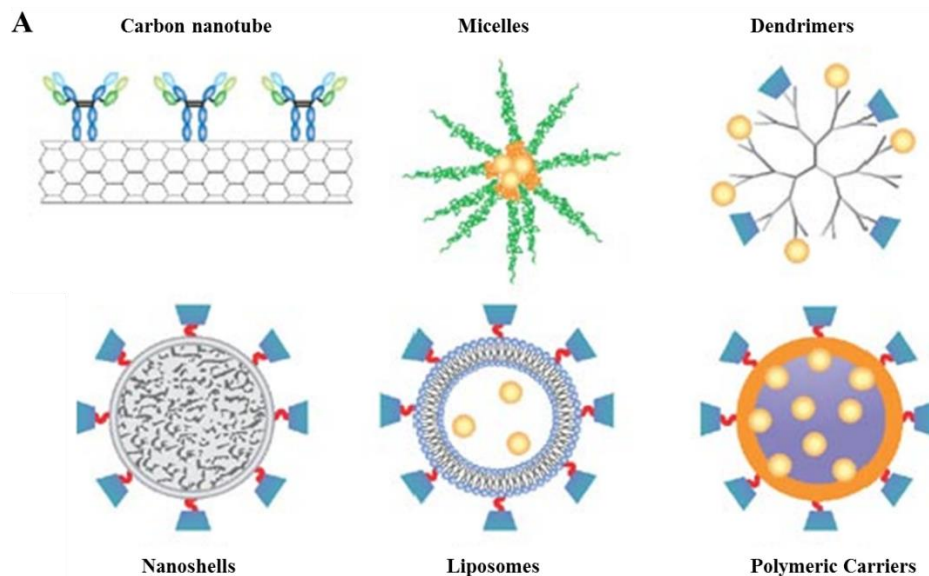 A
Carbon nanotube
Micelles
Dendrimers
Nanoshells
Liposomes
Polymeric Carriers